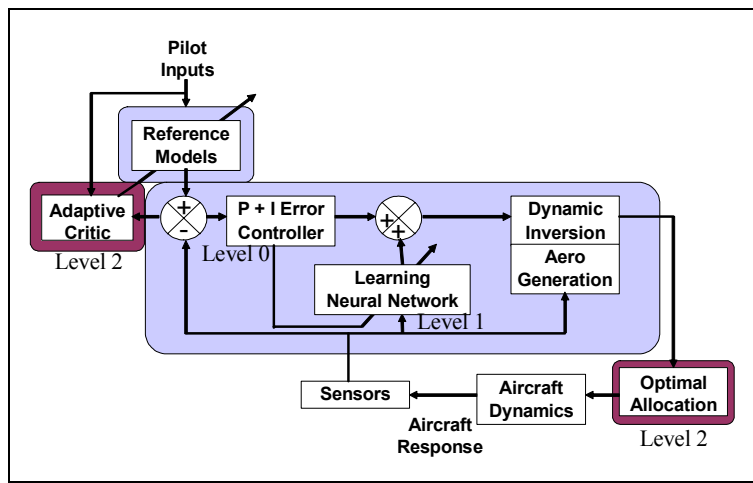 Pilot
Inputs
Reference
Models
Adaptive
Critic
Level 2
+
-
Level 0
P + I Error
Controller
+
+
Dynamic
Inversion
Aero
Generation
Learning
Neural Network
Level 1
Sensors
Aircraft
Response
Aircraft
Dynamics
Optimal
Allocation
Level 2